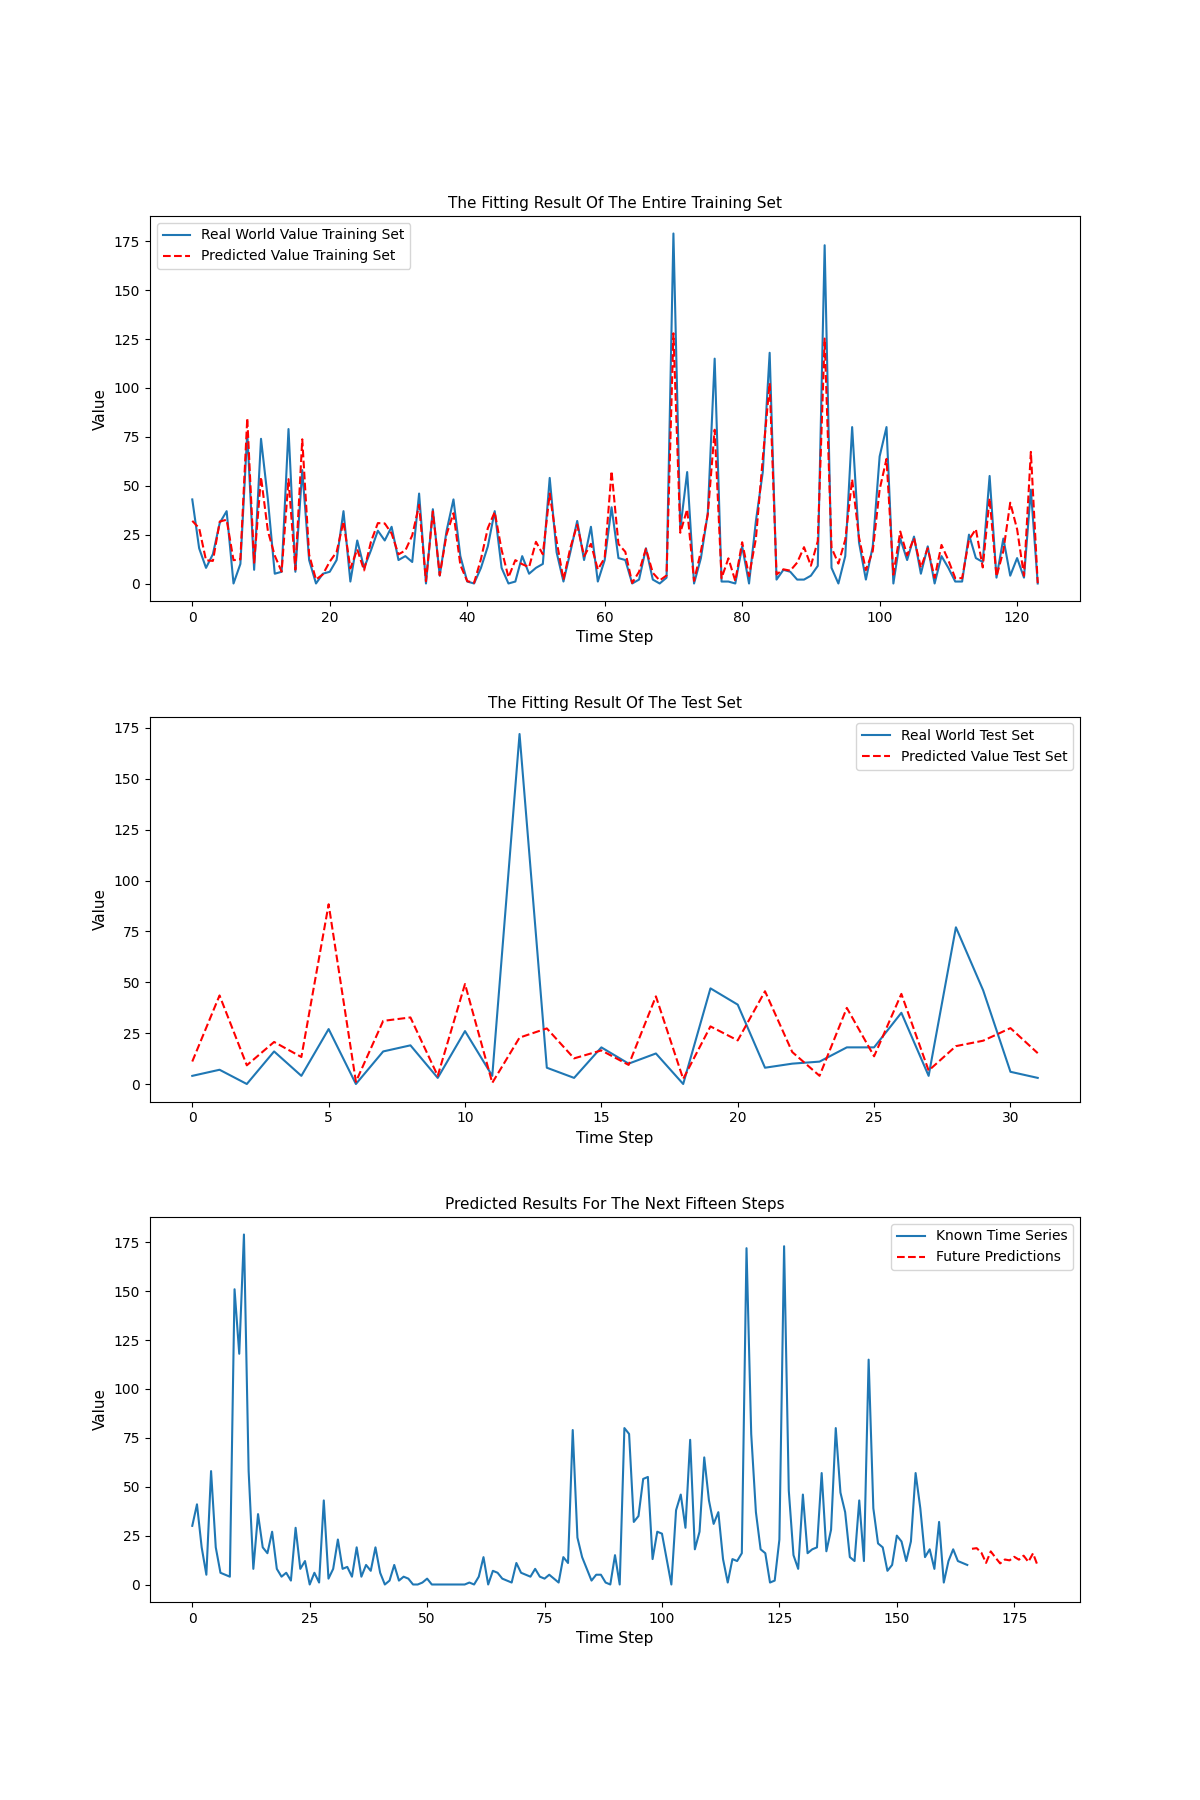 The Fitting Result Of The Entire Training Set
Real World Value Training Set
Predicted Value Training Set
175
150
125
100
75
50
25
0
Value
0 20 40 60 80 100 120
Time Step
The Fitting Result Of The Test Set
Real World Test Set
Predicted Value Test Set
175
150
125
100
75
50
25
0
Value
0 5 10 15 20 25 30
Time Step
Predicted Results For The Next Fifteen Steps
Known Time Series
Future Predictions
175
150
125
100
75
50
25
0
Value
0 25 50 75 100 125 150 175
Time Step